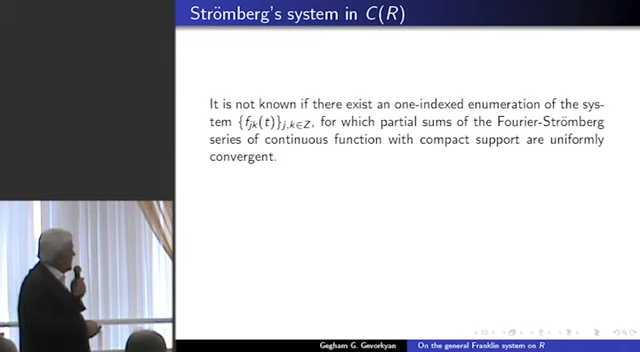 Strömberg's system in C(R)
It is not known if there exist an one-indexed enumeration of the sys-
tem {f_{jk}(t)}_{j,k∈Z}, for which partial sums of the Fourier-Strömberg
series of continuous function with compact support are uniformly
convergent.
Gegham G. Gevorkyan On the general Franklin system on R